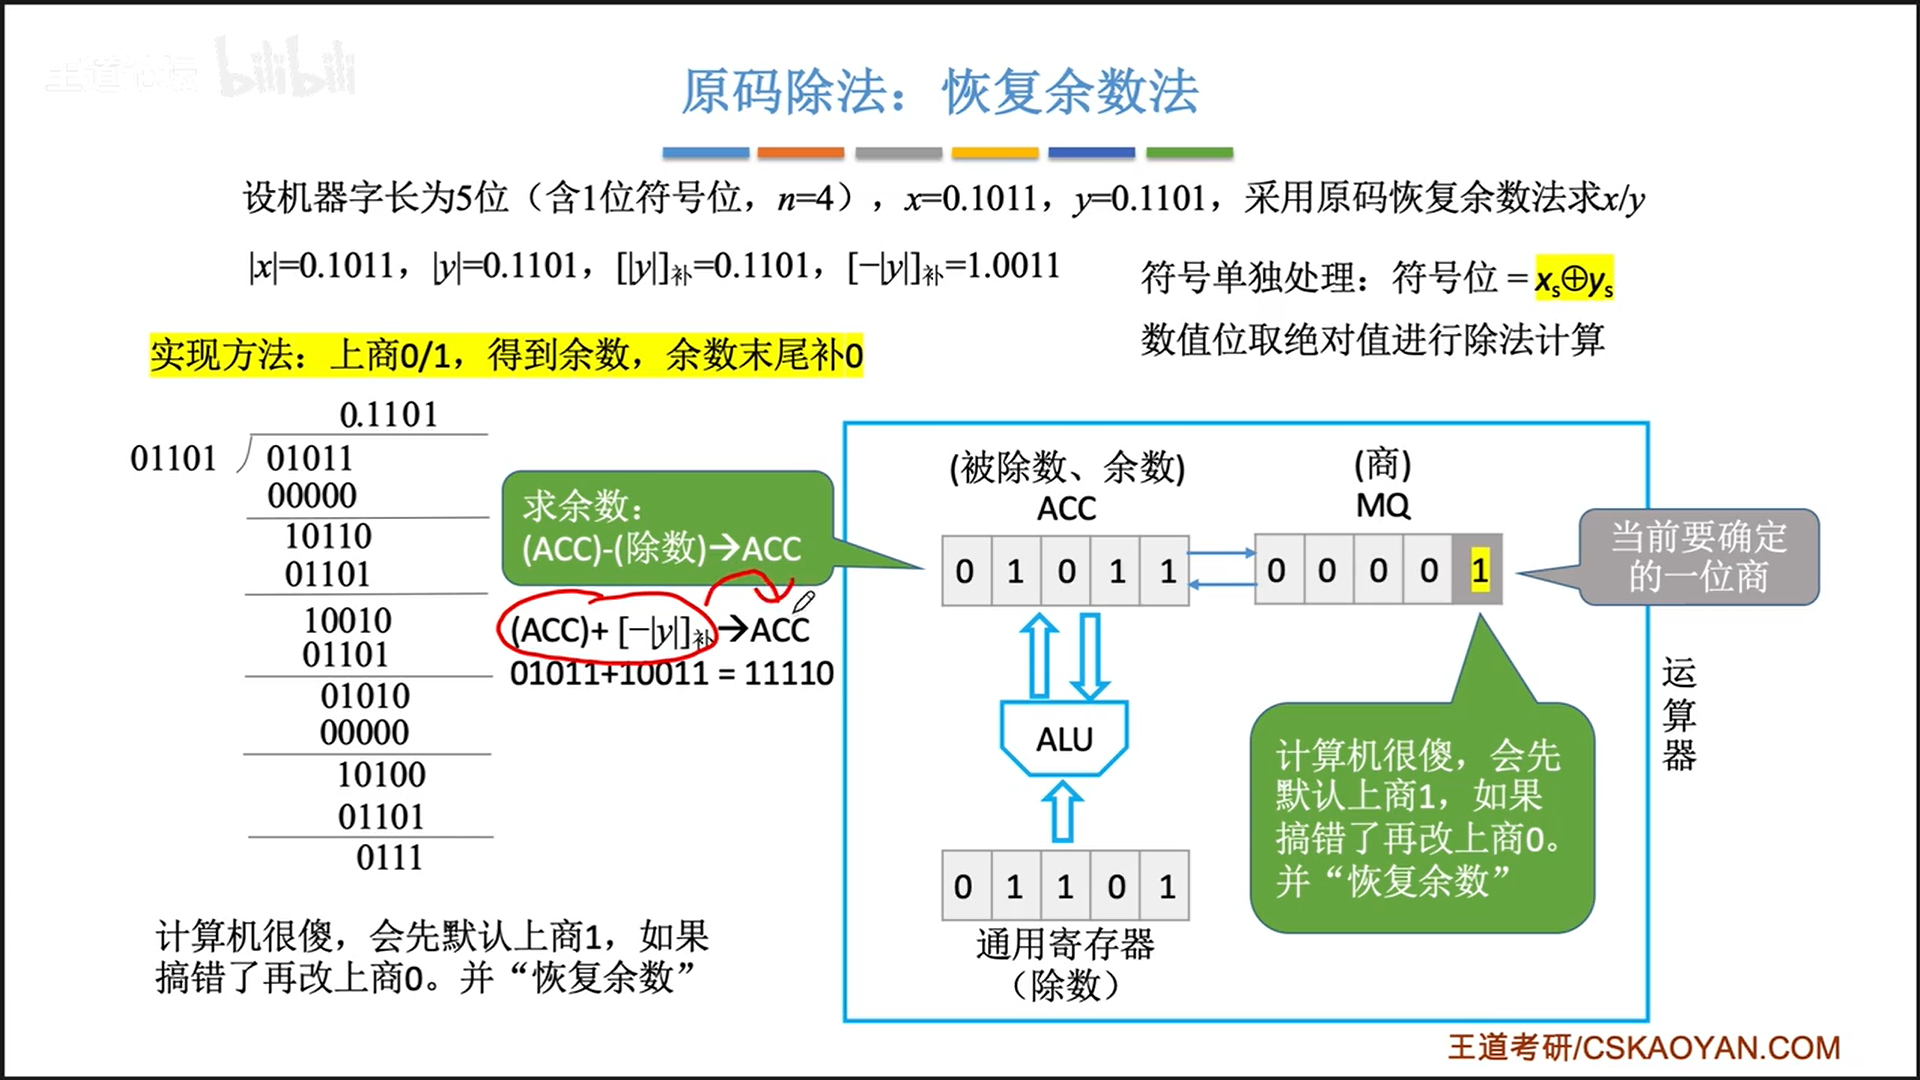 王道论坛 bilibili
原码除法：恢复余数法
设机器字长为5位（含1位符号位，n=4），x=0.1011，y=0.1101，采用原码恢复余数法求x/y
|x|=0.1011，|y|=0.1101，[|y|]补=0.1101，[−|y|]补=1.0011
符号单独处理：符号位 = xs⊕ys
数值位取绝对值进行除法计算
实现方法：上商0/1，得到余数，余数末尾补0
0.1101
01101 01011
00000
10110
01101
10010
01101
01010
00000
10100
01101
0111
求余数：
(ACC)-(除数)→ACC
(ACC)+ [−|y|]补→ACC
01011+10011 = 11110
计算机很傻，会先默认上商1，如果
搞错了再改上商0。并“恢复余数”
(被除数、余数)
ACC
0 1 0 1 1
(商)
MQ
0 0 0 0 1
当前要确定
的一位商
ALU
0 1 1 0 1
通用寄存器
（除数）
计算机很傻，会先
默认上商1，如果
搞错了再改上商0。
并“恢复余数”
运
算
器
王道考研/CSKAOYAN.COM